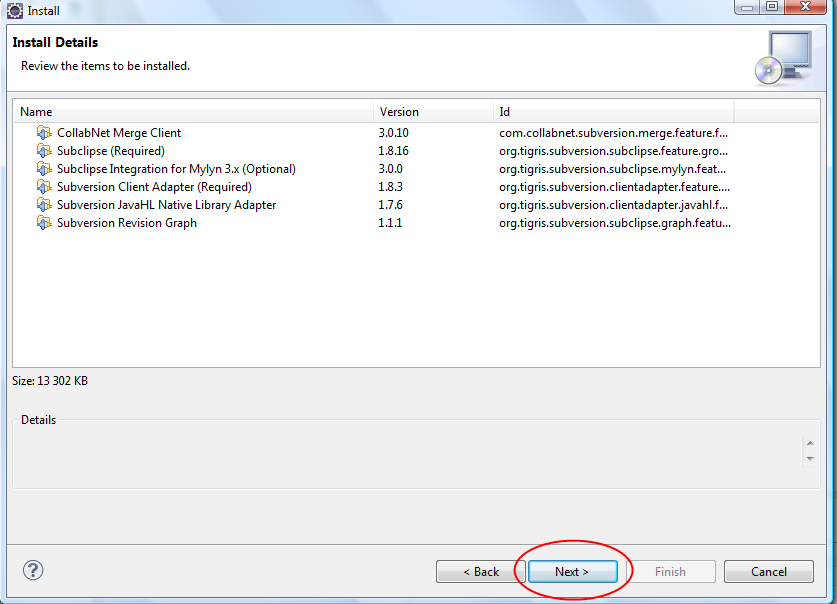 Install
Install Details
Review the items to be installed.
Name Version Id
CollabNet Merge Client 3.0.10 com.collabnet.subversion.merge.feature.f...
Subclipse (Required) 1.8.16 org.tigris.subversion.subclipse.feature.gro...
Subclipse Integration for Mylyn 3.x (Optional) 3.0.0 org.tigris.subversion.subclipse.mylyn.feat...
Subversion Client Adapter (Required) 1.8.3 org.tigris.subversion.clientadapter.feature....
Subversion JavaHL Native Library Adapter 1.7.6 org.tigris.subversion.clientadapter.javahl.f...
Subversion Revision Graph 1.1.1 org.tigris.subversion.subclipse.graph.featu...
Size: 13 302 KB
Details
? < Back Next > Finish Cancel